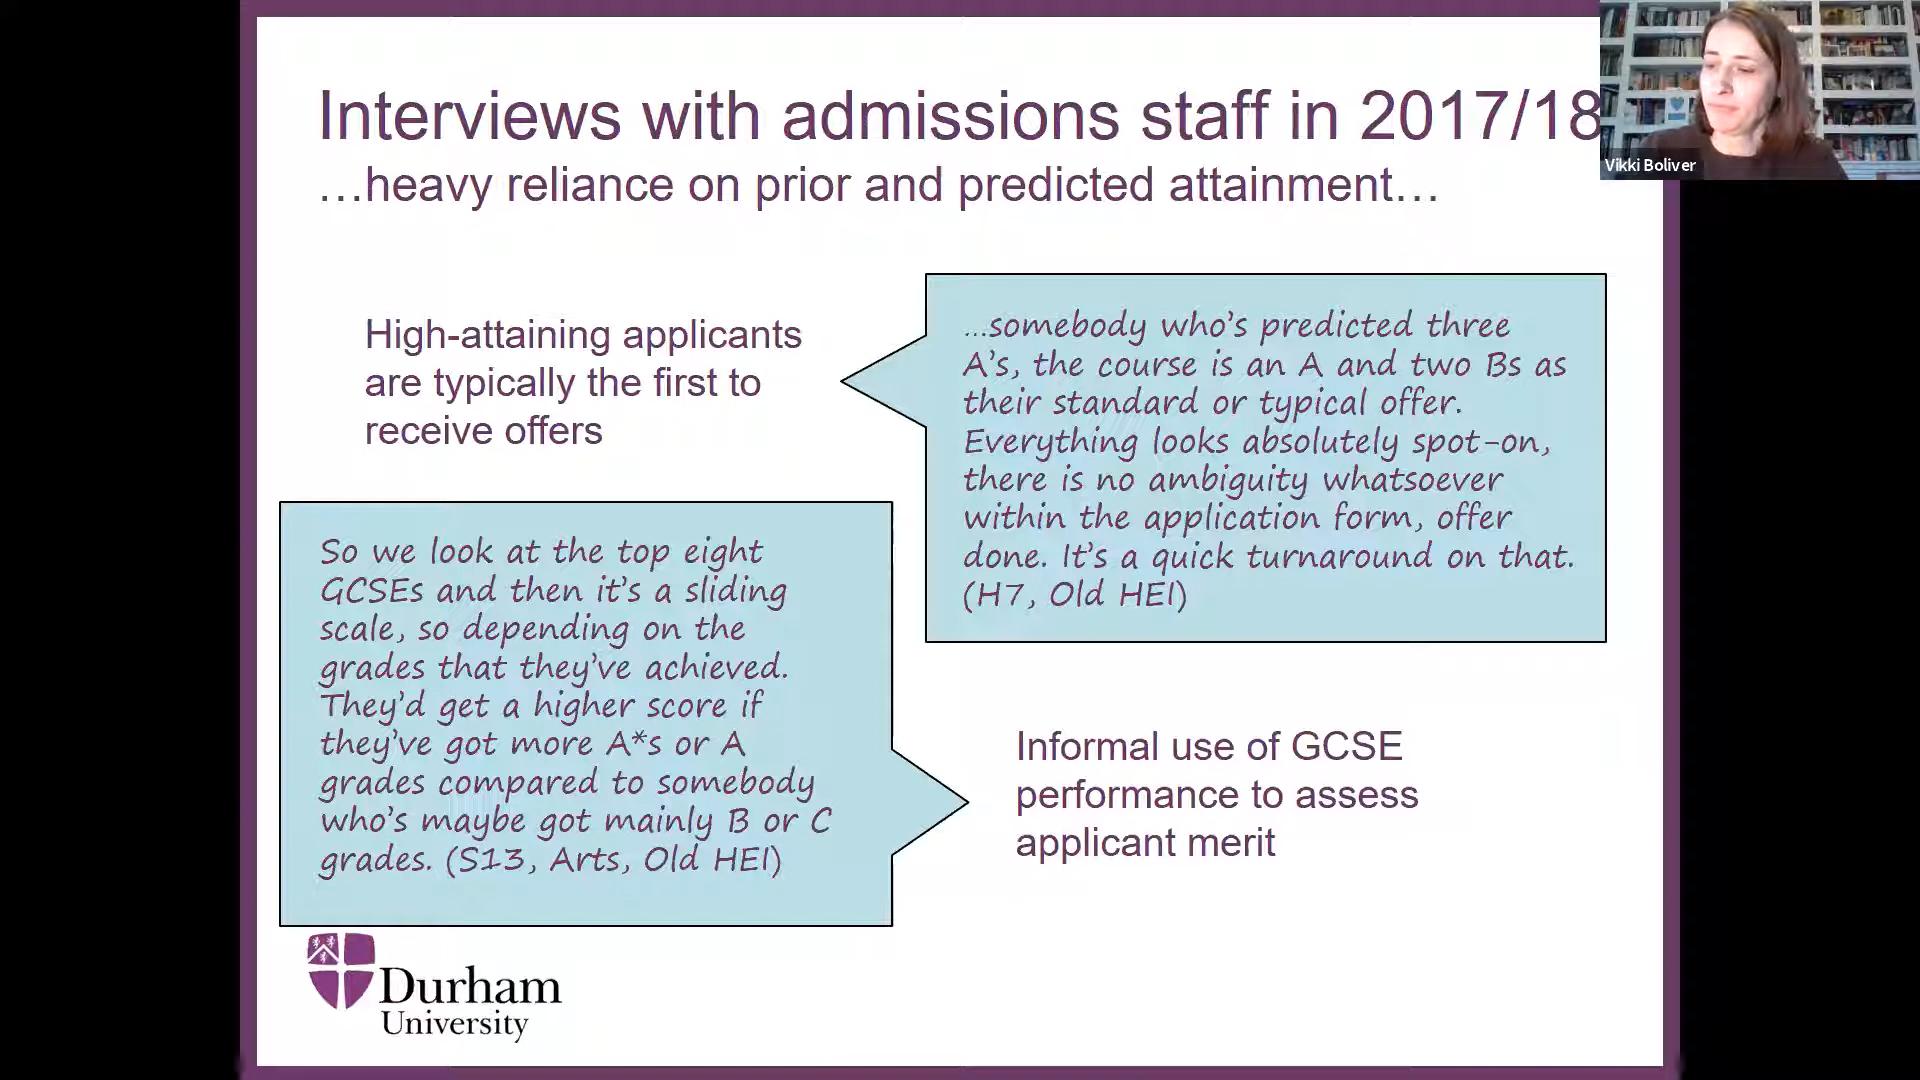 Interviews with admissions staff in 2017/18
…heavy reliance on prior and predicted attainment…
Vikki Boliver
High-attaining applicants
are typically the first to
receive offers
…somebody who’s predicted three
A’s, the course is an A and two Bs as
their standard or typical offer.
Everything looks absolutely spot-on,
there is no ambiguity whatsoever
within the application form, offer
done. It’s a quick turnaround on that.
(H7, Old HEI)
So we look at the top eight
GCSEs and then it’s a sliding
scale, so depending on the
grades that they’ve achieved.
They’d get a higher score if
they’ve got more A*s or A
grades compared to somebody
who’s maybe got mainly B or C
grades. (S13, Arts, Old HEI)
Informal use of GCSE
performance to assess
applicant merit
Durham
University